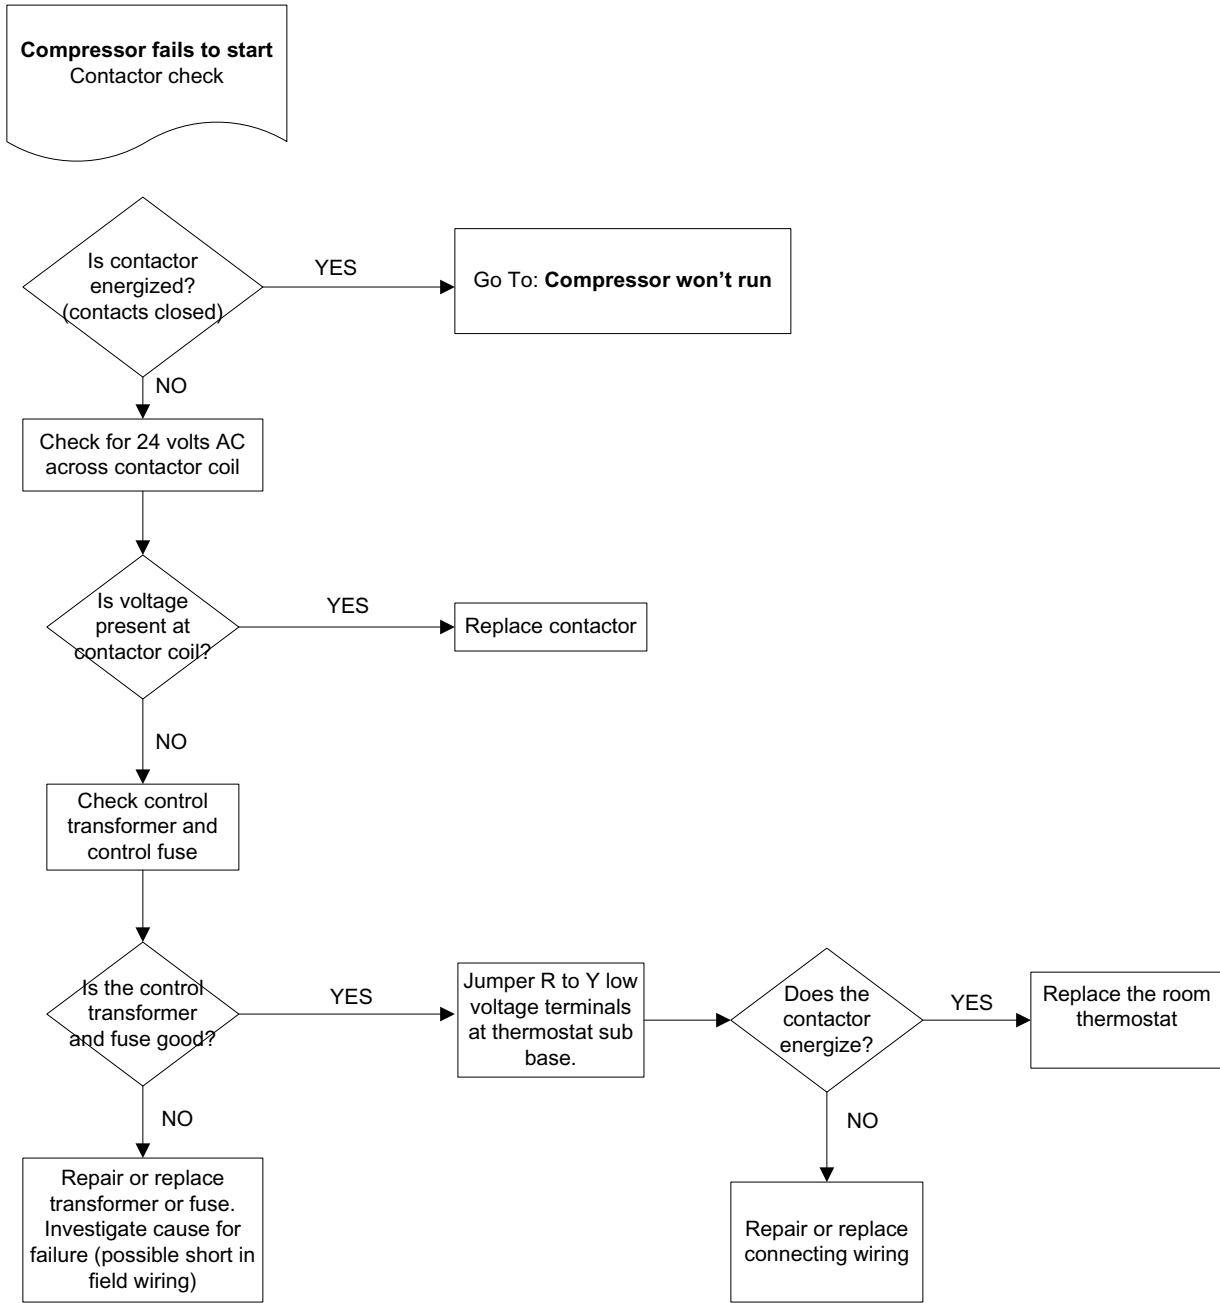 Compressor fails to start
Contactor check
Is contactor
energized?
(contacts closed)
YES
Go To: Compressor won’t run
NO
Check for 24 volts AC
across contactor coil
Is voltage
present at
contactor coil?
YES
Replace contactor
NO
Check control
transformer and
control fuse
Is the control
transformer
and fuse good?
YES
Jumper R to Y low
voltage terminals
at thermostat sub
base.
Does the
contactor
energize?
YES
Replace the room
thermostat
NO
Repair or replace
transformer or fuse.
Investigate cause for
failure (possible short in
field wiring)
NO
Repair or replace
connecting wiring